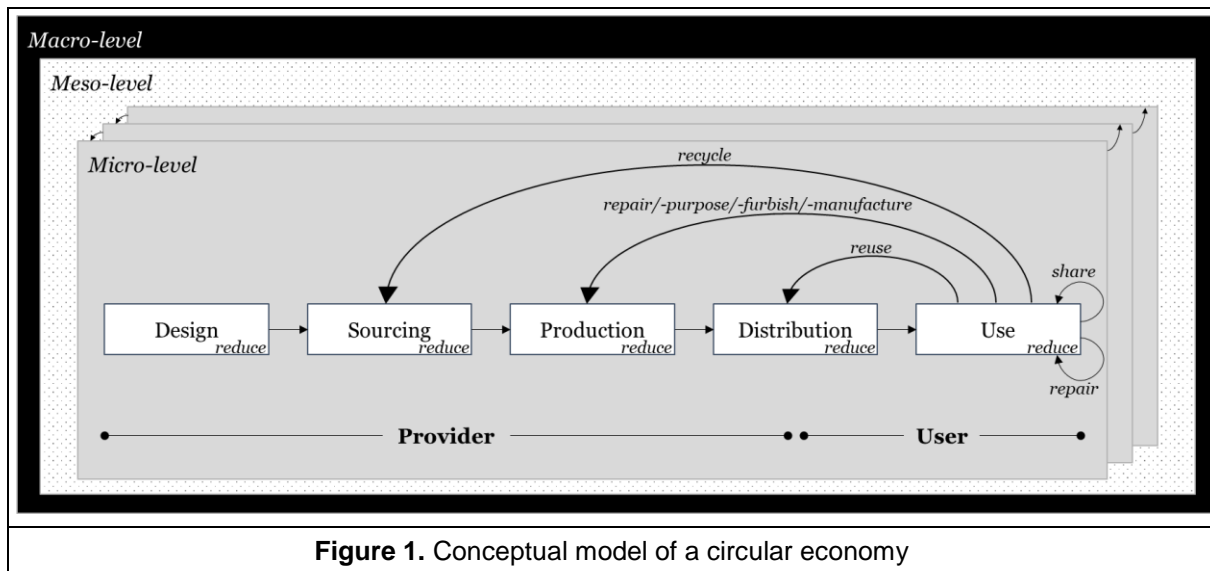 Macro-level
Meso-level
Micro-level
recycle
repair/-purpose/-furbish/-manufacture
reuse
share
Design
reduce
Sourcing
reduce
Production
reduce
Distribution
reduce
Use
reduce
repair
Provider
User
Figure 1. Conceptual model of a circular economy